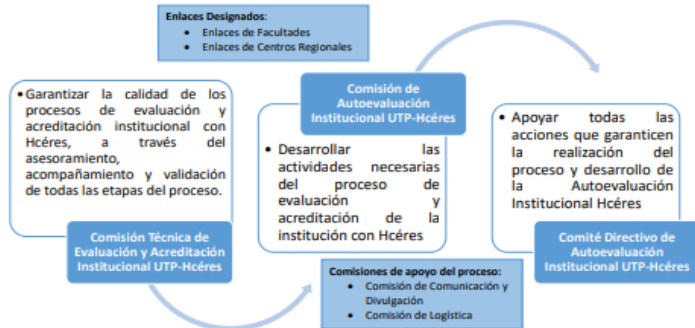 Enlaces Designados:
• Enlaces de Facultades
• Enlaces de Centros Regionales
• Garantizar la calidad de los
procesos de evaluación y
acreditación institucional con
Hcéres, a través del
asesoramiento,
acompañamiento y validación
de todas las etapas del proceso.
Comisión Técnica de
Evaluación y Acreditación
Institucional UTP-Hcéres
Comisión de
Autoevaluación
Institucional UTP-Hcéres
• Desarrollar las
actividades necesarias
del proceso de
evaluación y
acreditación de la
institución con Hcéres
• Apoyar todas las
acciones que garanticen
la realización del
proceso y desarrollo de
la Autoevaluación
Institucional Hcéres
Comité Directivo de
Autoevaluación
Institucional UTP-Hcéres
Comisiones de apoyo del proceso:
• Comisión de Comunicación y
Divulgación
• Comisión de Logística